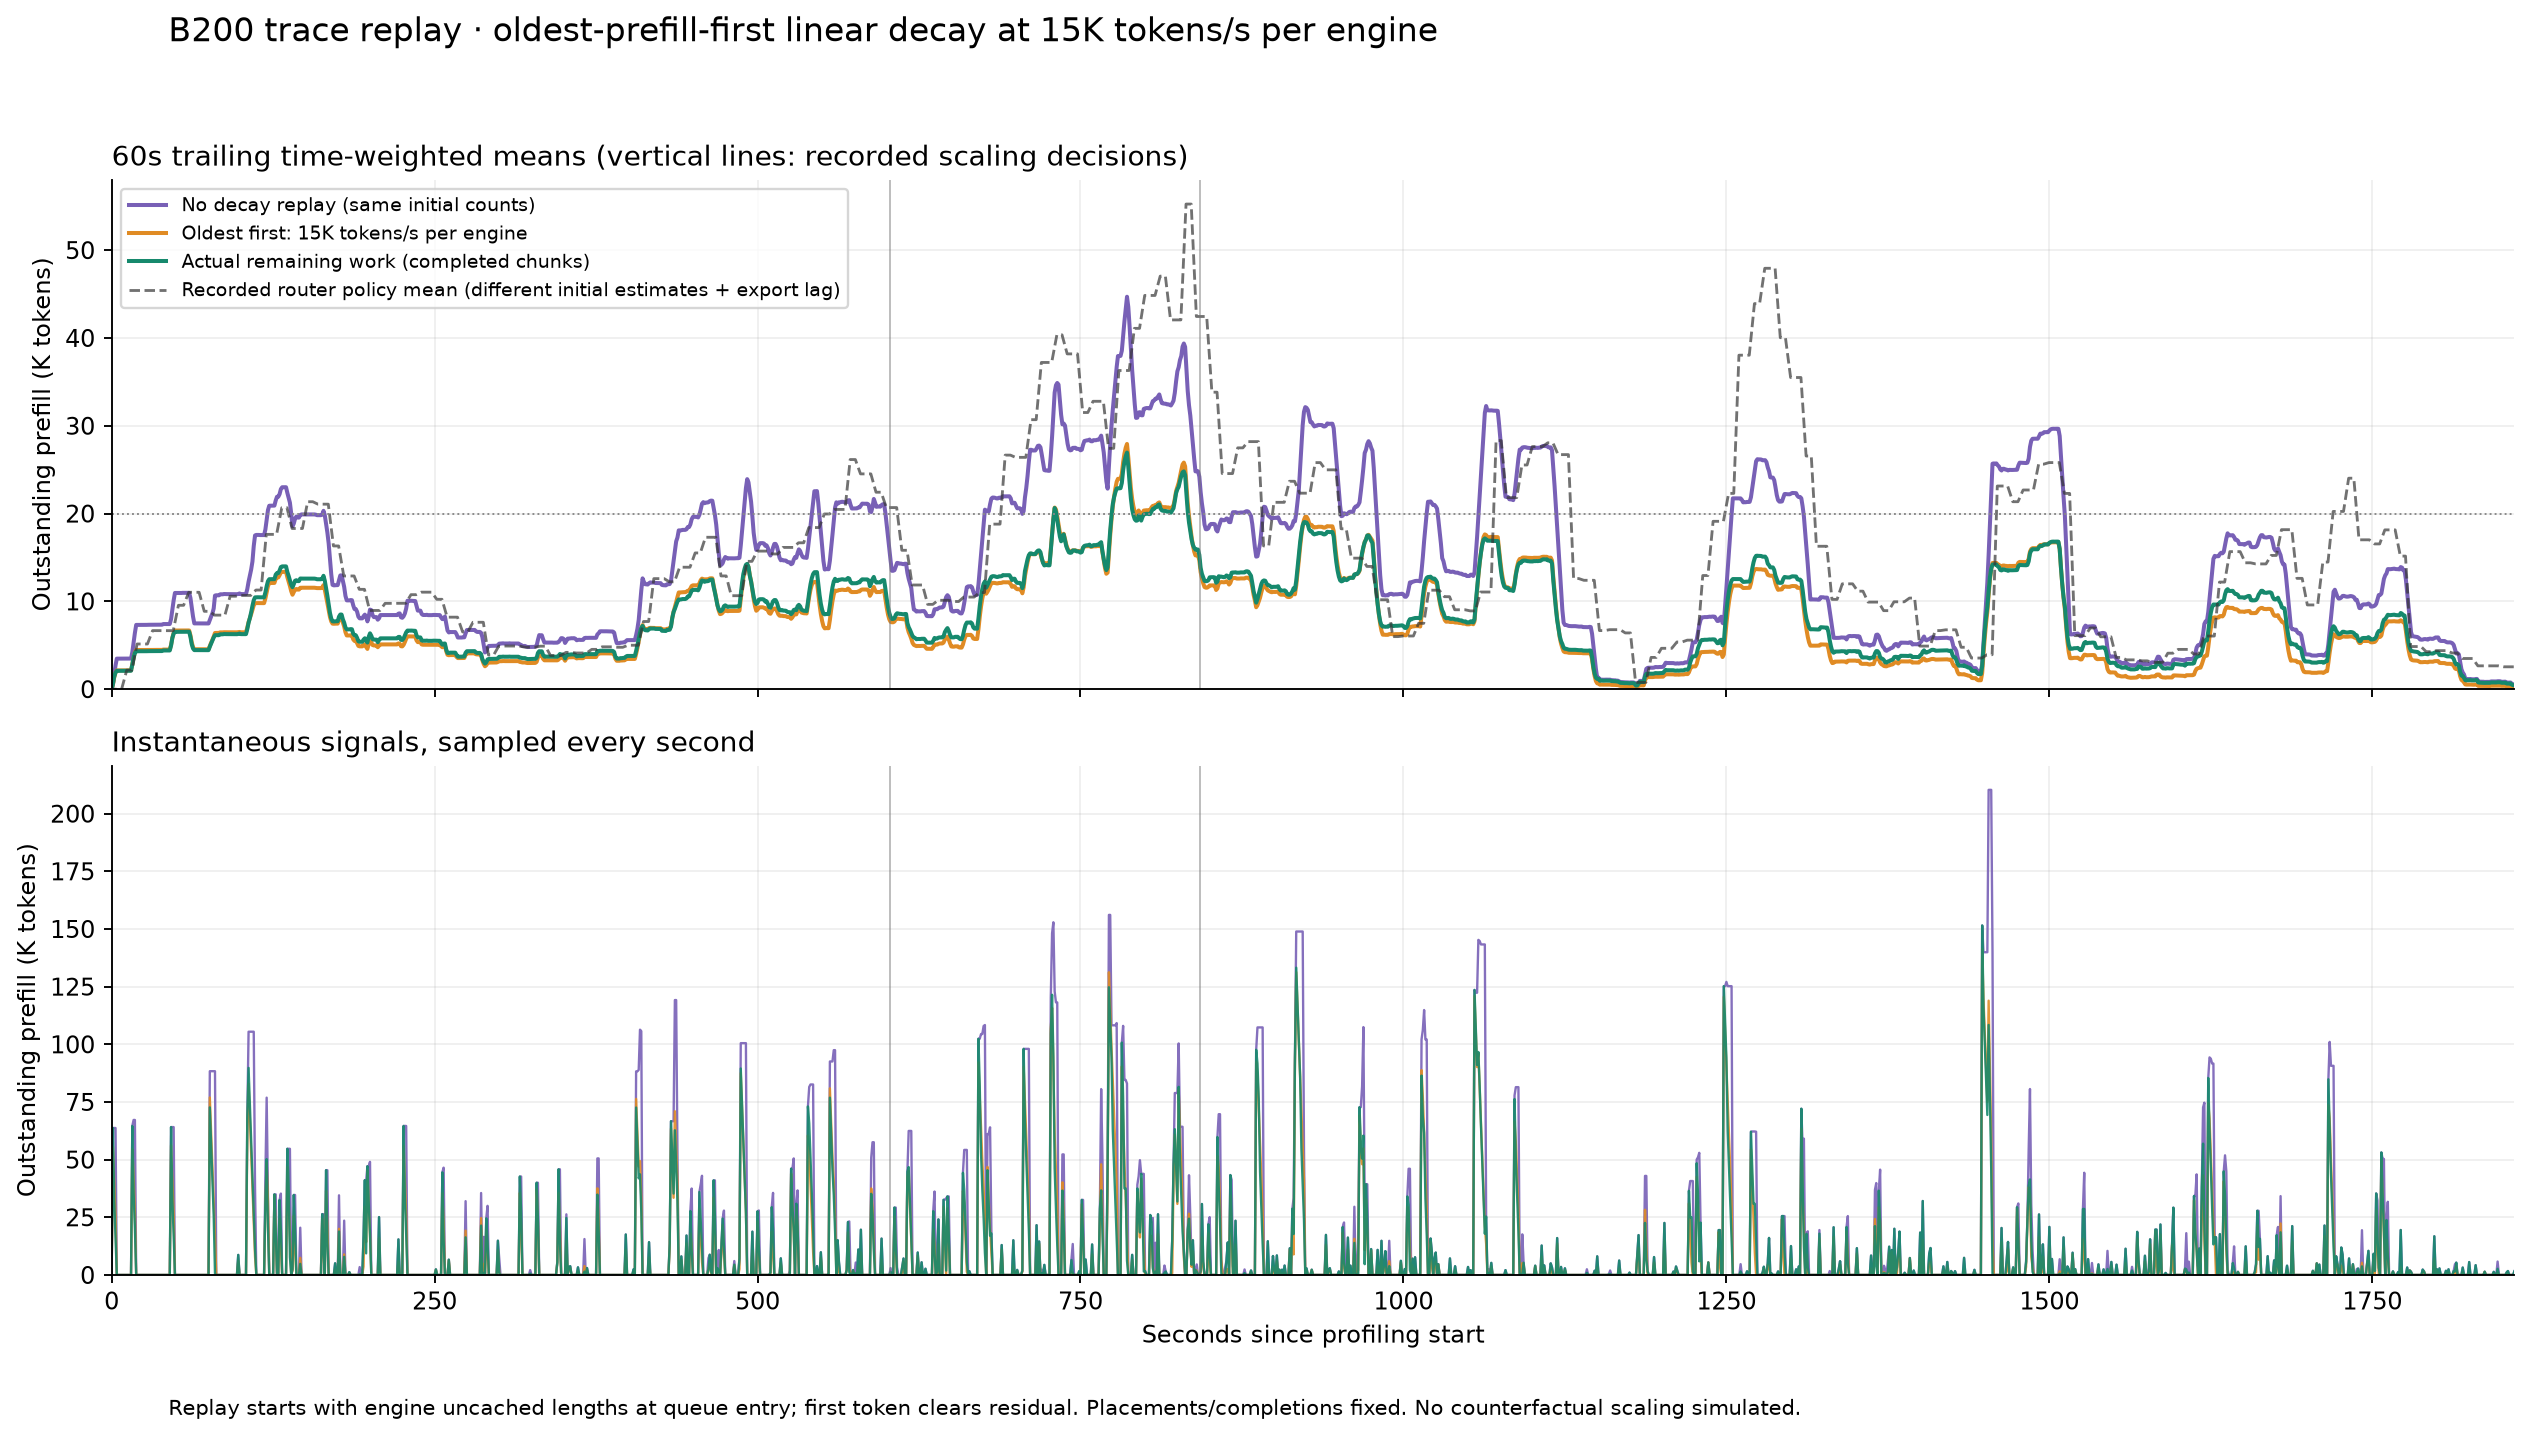 B200 trace replay · oldest-prefill-first linear decay at 15K tokens/s per engine
60s trailing time-weighted means (vertical lines: recorded scaling decisions)
No decay replay (same initial counts)
Oldest first: 15K tokens/s per engine
Actual remaining work (completed chunks)
Recorded router policy mean (different initial estimates + export lag)
Outstanding prefill (K tokens)
50
40
30
20
10
0
Instantaneous signals, sampled every second
Outstanding prefill (K tokens)
200
175
150
125
100
75
50
25
0
0 250 500 750 1000 1250 1500 1750
Seconds since profiling start
Replay starts with engine uncached lengths at queue entry; first token clears residual. Placements/completions fixed. No counterfactual scaling simulated.